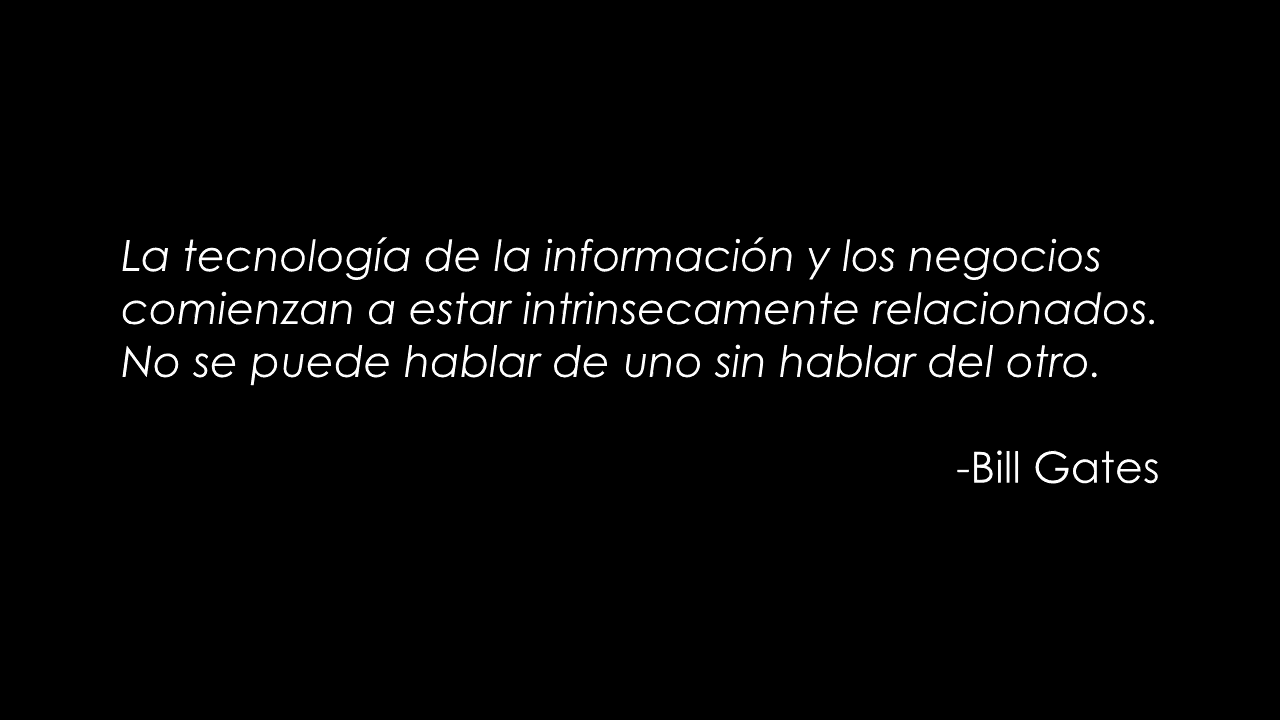 La tecnología de la información y los negocios
comienzan a estar intrinsecamente relacionados.
No se puede hablar de uno sin hablar del otro.
-Bill Gates